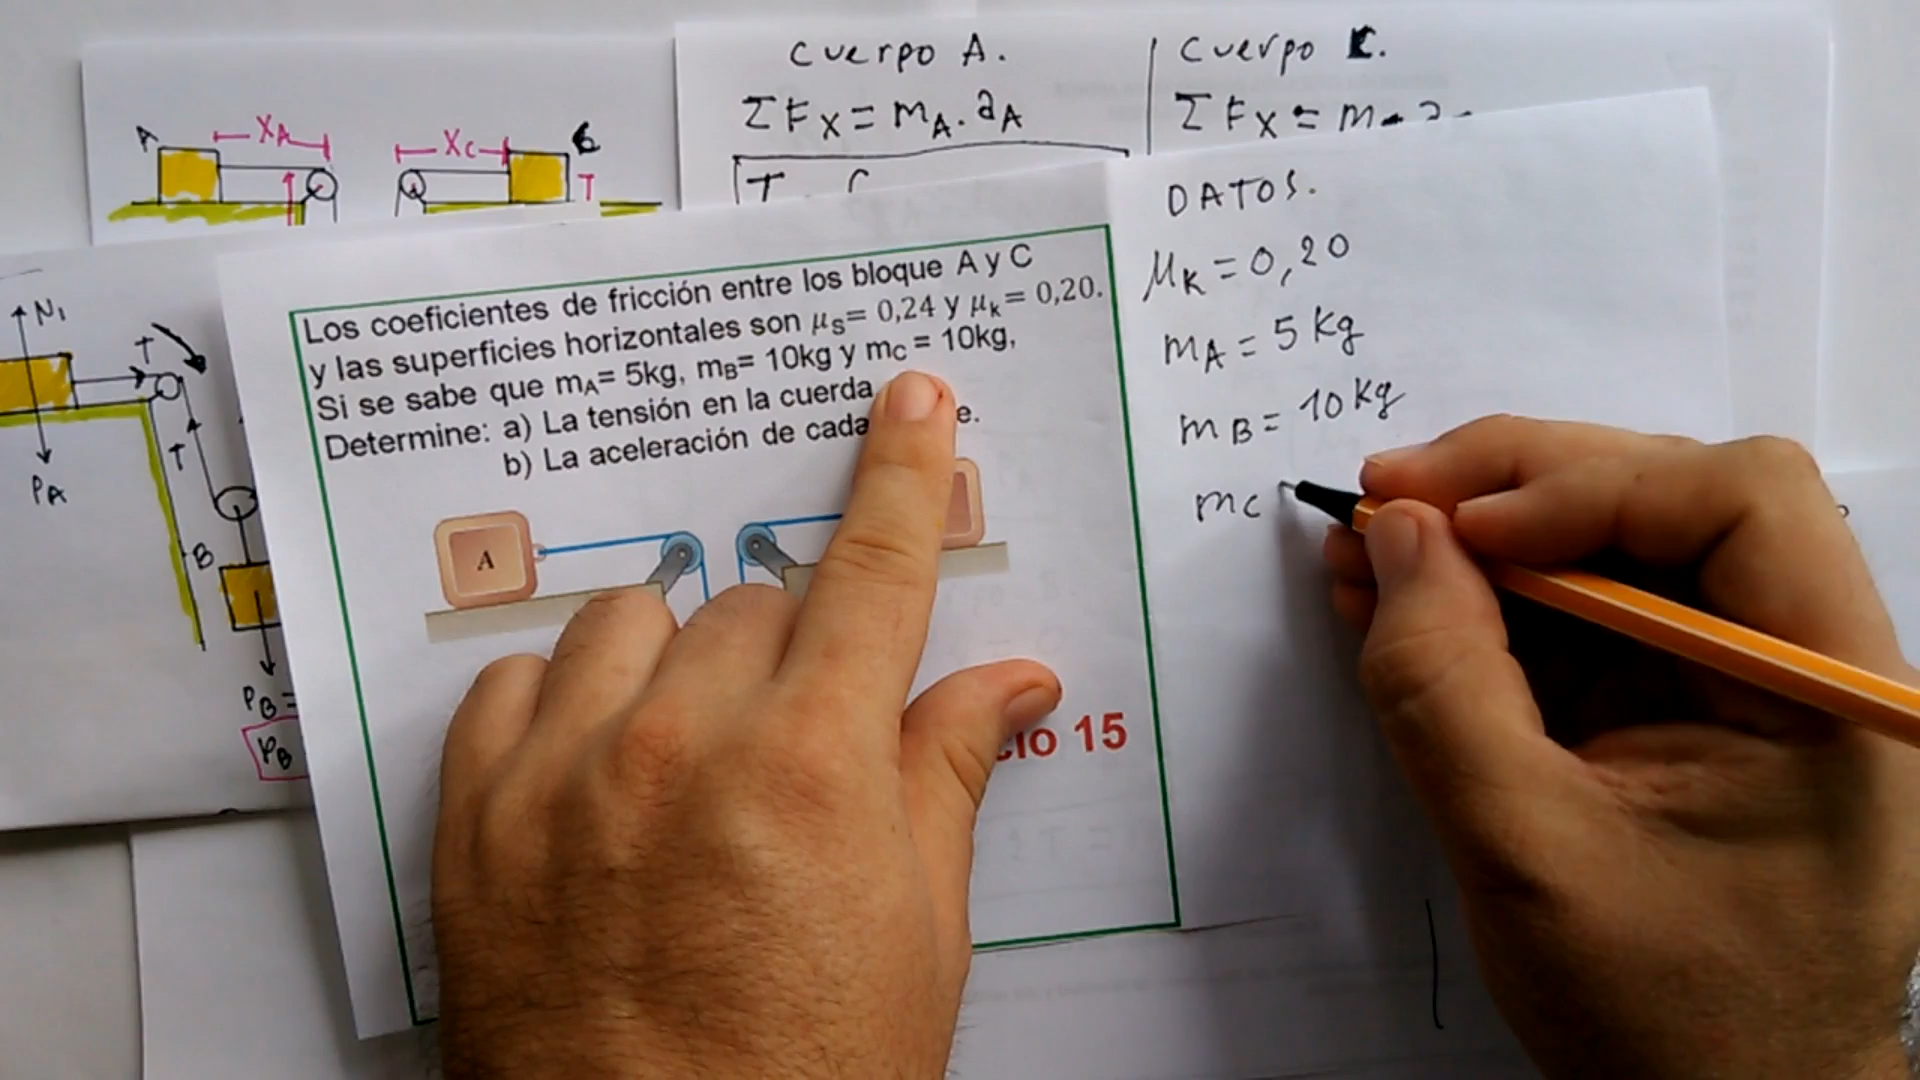 Cuerpo A.
ΣFx = mA.aA
Cuerpo C.
ΣFx = m
A
XA
XC
C
T
T
N1
T
T
PA
B
PB =
PB
Los coeficientes de fricción entre los bloque A y C
y las superficies horizontales son μs= 0,24 y μk= 0,20.
Si se sabe que mA= 5kg, mB= 10kg y mC = 10kg,
Determine: a) La tensión en la cuerda
b) La aceleración de cada e.
A
cio 15
DATOS.
μK = 0,20
mA = 5 Kg
mB = 10 Kg
mC